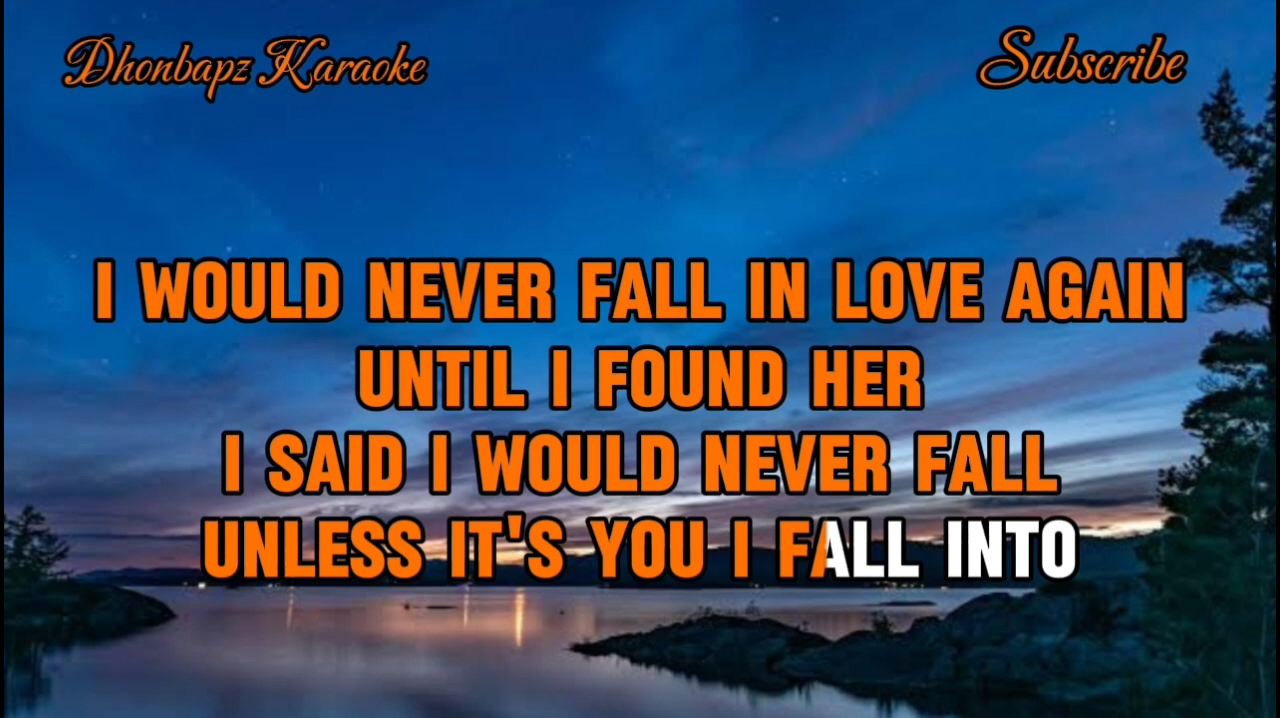 Dhonbapz Karaoke
Subscribe
I WOULD NEVER FALL IN LOVE AGAIN
UNTIL I FOUND HER
I SAID I WOULD NEVER FALL
UNLESS IT'S YOU I FALL INTO